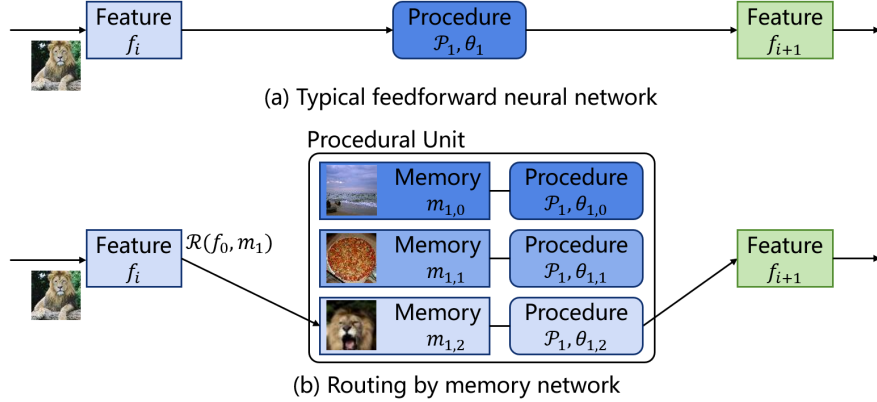 Feature
f_i
Procedure
𝒫_1, θ_1
Feature
f_{i+1}
(a) Typical feedforward neural network
Procedural Unit
Memory
m_{1,0}
Procedure
𝒫_1, θ_{1,0}
Feature
f_i
ℛ(f_0, m_1)
Memory
m_{1,1}
Procedure
𝒫_1, θ_{1,1}
Feature
f_{i+1}
Memory
m_{1,2}
Procedure
𝒫_1, θ_{1,2}
(b) Routing by memory network